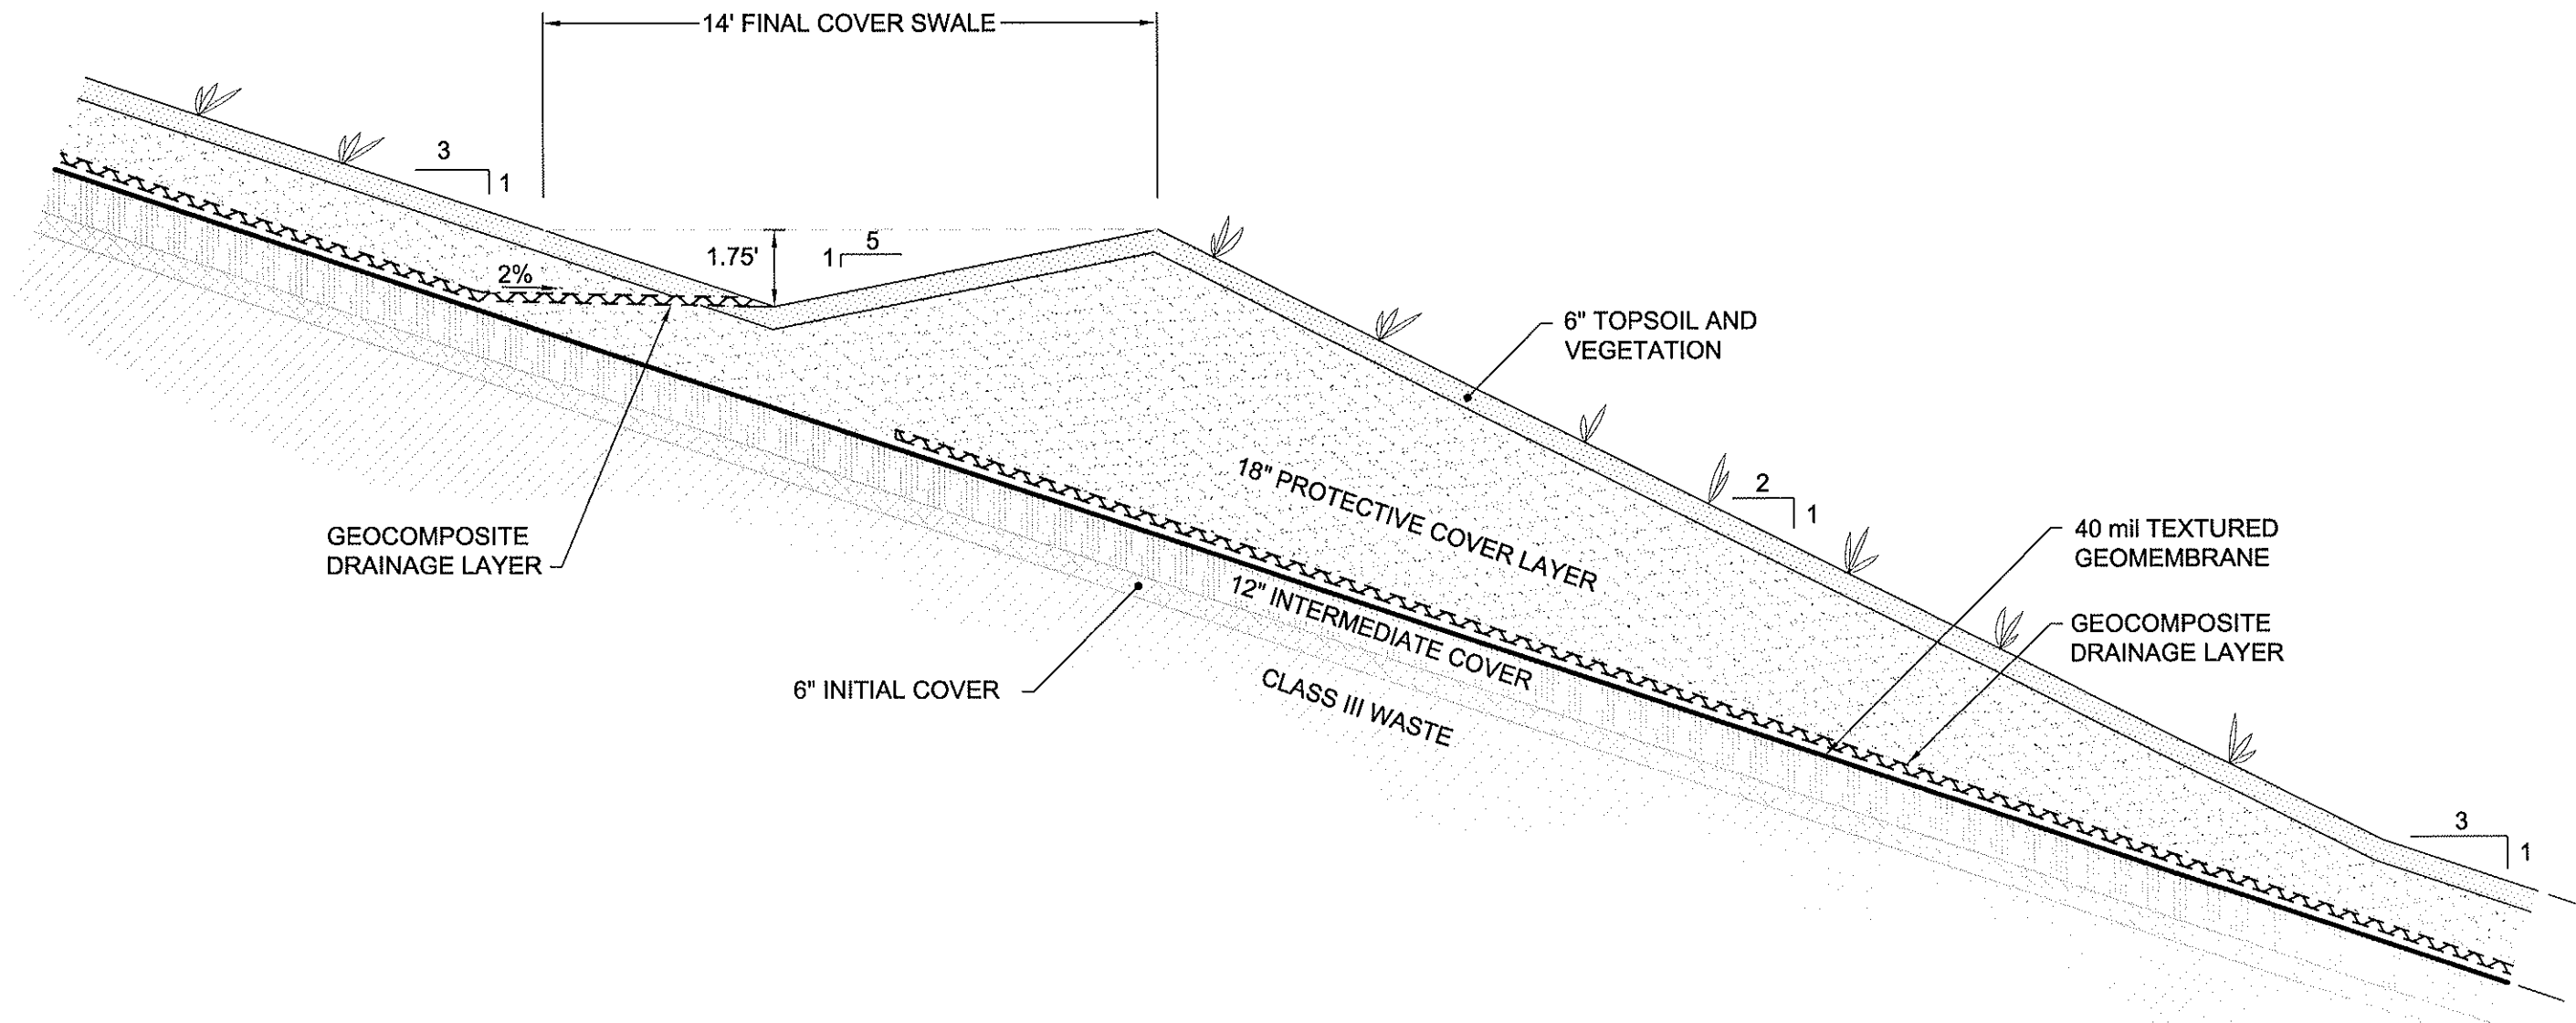 14' FINAL COVER SWALE
3
1
1.75'
5
1
2%
6" TOPSOIL AND
VEGETATION
18" PROTECTIVE COVER LAYER
2
1
GEOCOMPOSITE
DRAINAGE LAYER
40 mil TEXTURED
GEOMEMBRANE
12" INTERMEDIATE COVER
GEOCOMPOSITE
DRAINAGE LAYER
6" INITIAL COVER
CLASS III WASTE
3
1